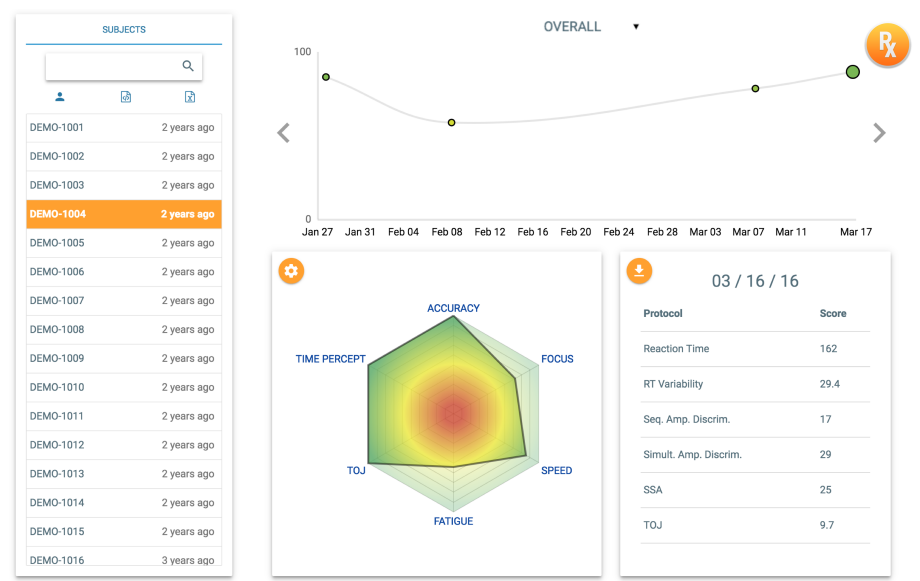 SUBJECTS
DEMO-1001 2 years ago
DEMO-1002 2 years ago
DEMO-1003 2 years ago
DEMO-1004 2 years ago
DEMO-1005 2 years ago
DEMO-1006 2 years ago
DEMO-1007 2 years ago
DEMO-1008 2 years ago
DEMO-1009 2 years ago
DEMO-1010 2 years ago
DEMO-1011 2 years ago
DEMO-1012 2 years ago
DEMO-1013 2 years ago
DEMO-1014 2 years ago
DEMO-1015 2 years ago
DEMO-1016 3 years ago
OVERALL
Rx
100
0
Jan 27 Jan 31 Feb 04 Feb 08 Feb 12 Feb 16 Feb 20 Feb 24 Feb 28 Mar 03 Mar 07 Mar 11 Mar 17
ACCURACY
TIME PERCEPT FOCUS
TOJ SPEED
FATIGUE
03 / 16 / 16
Protocol Score
Reaction Time 162
RT Variability 29.4
Seq. Amp. Discrim. 17
Simult. Amp. Discrim. 29
SSA 25
TOJ 9.7